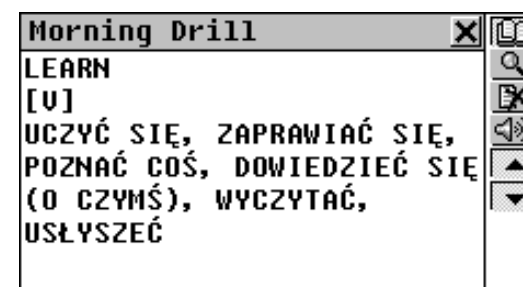 Morning Drill
LEARN
[V]
UCZYĆ SIĘ, ZAPRAWIAĆ SIĘ,
POZNAĆ COŚ, DOWIEDZIEĆ SIĘ
(O CZYMŚ), WYCZYTAĆ,
USŁYSZEĆ